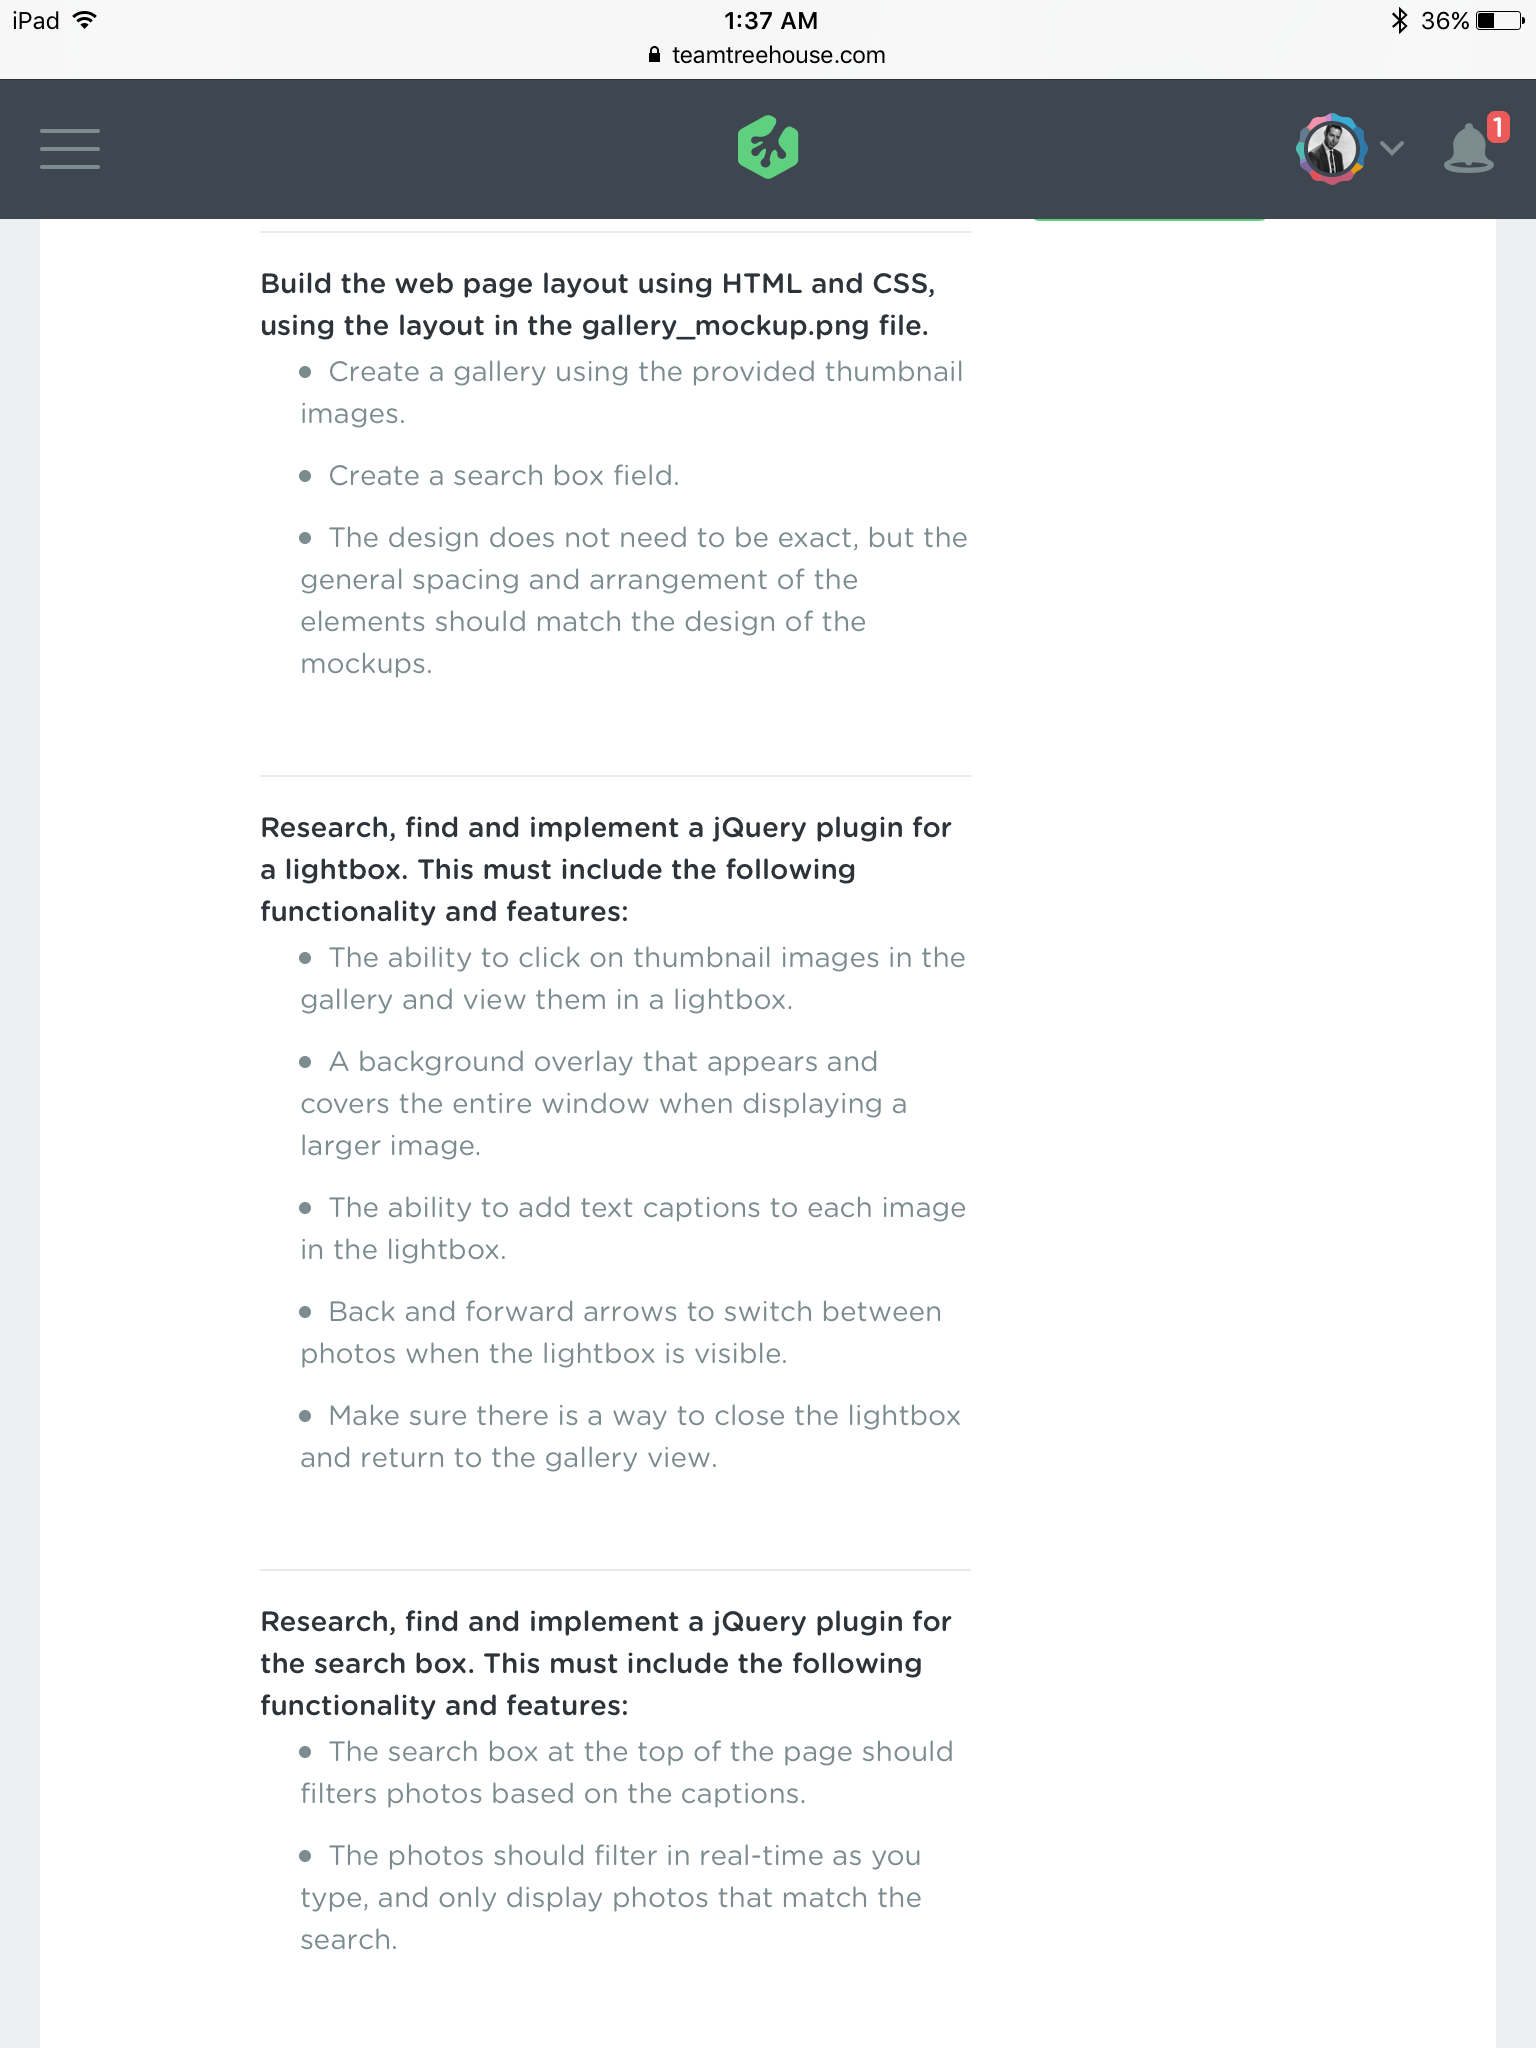 iPad
1:37 AM
36%
teamtreehouse.com
1
Build the web page layout using HTML and CSS,
using the layout in the gallery_mockup.png file.
• Create a gallery using the provided thumbnail
images.
• Create a search box field.
• The design does not need to be exact, but the
general spacing and arrangement of the
elements should match the design of the
mockups.
Research, find and implement a jQuery plugin for
a lightbox. This must include the following
functionality and features:
• The ability to click on thumbnail images in the
gallery and view them in a lightbox.
• A background overlay that appears and
covers the entire window when displaying a
larger image.
• The ability to add text captions to each image
in the lightbox.
• Back and forward arrows to switch between
photos when the lightbox is visible.
• Make sure there is a way to close the lightbox
and return to the gallery view.
Research, find and implement a jQuery plugin for
the search box. This must include the following
functionality and features:
• The search box at the top of the page should
filters photos based on the captions.
• The photos should filter in real-time as you
type, and only display photos that match the
search.